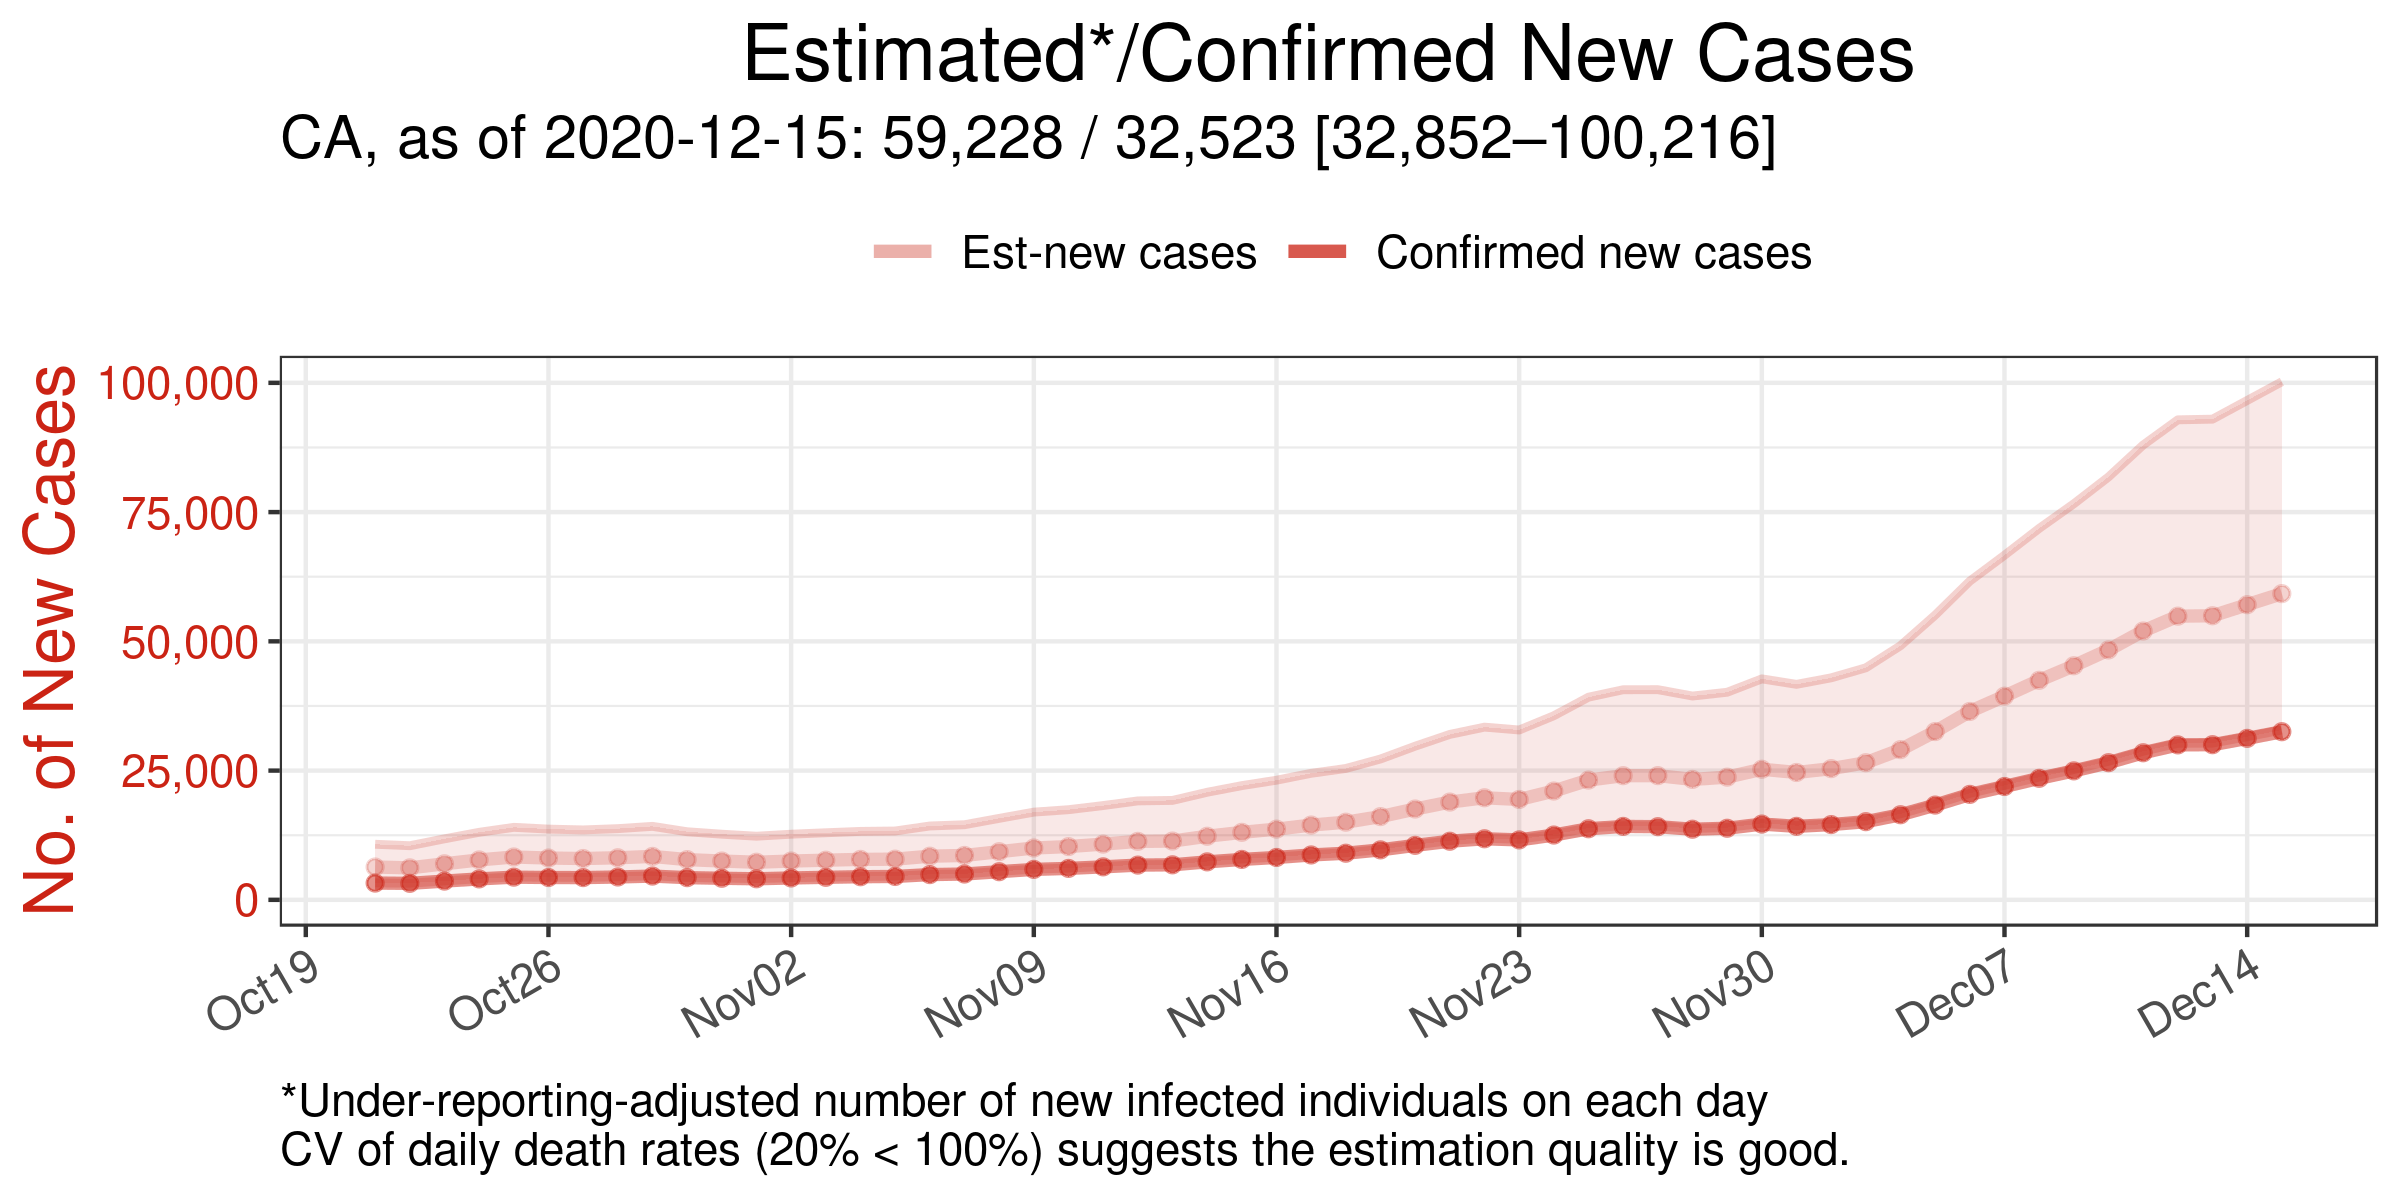 Estimated*/Confirmed New Cases
CA, as of 2020-12-15: 59,228 / 32,523 [32,852–100,216]
Est-new cases
Confirmed new cases
No. of New Cases
100,000
75,000
50,000
25,000
0
Oct19
Oct26
Nov02
Nov09
Nov16
Nov23
Nov30
Dec07
Dec14
*Under-reporting-adjusted number of new infected individuals on each day
CV of daily death rates (20% < 100%) suggests the estimation quality is good.